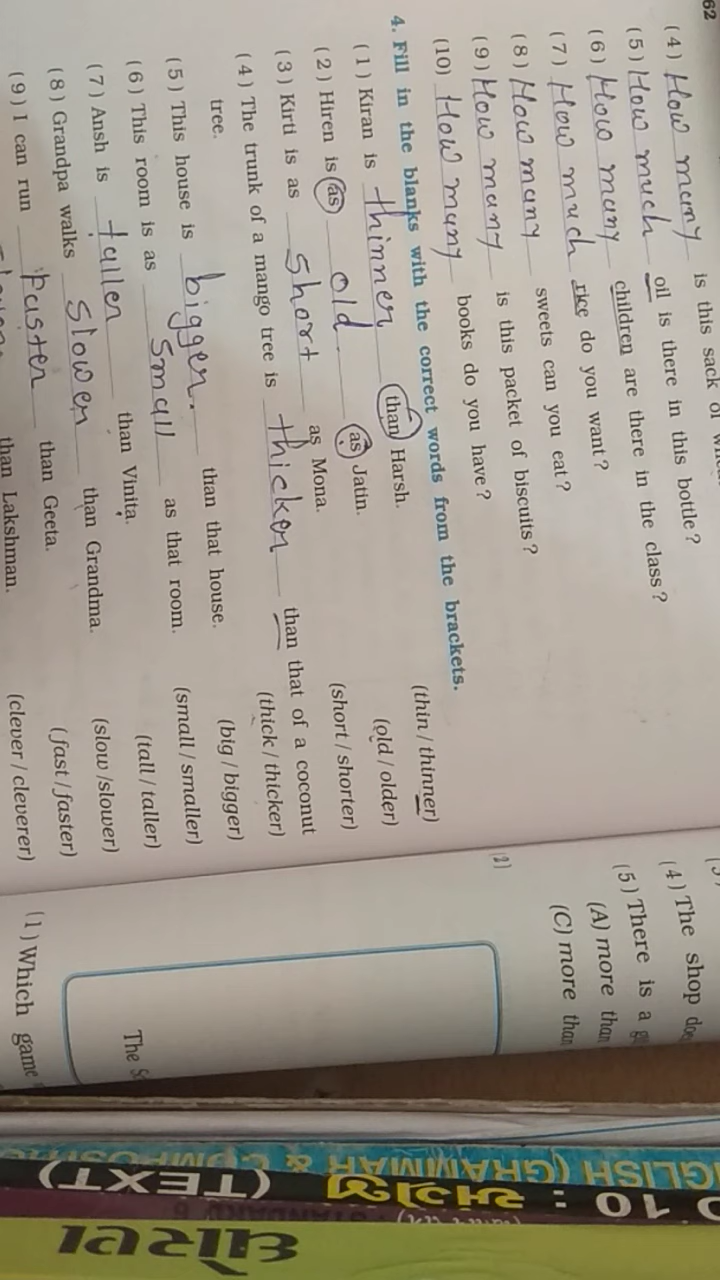 62
(4) How many is this sack of
(5) How much oil is there in this bottle?
(6) How many children are there in the class?
(7) How much rice do you want?
(8) How many sweets can you eat?
(9) How many is this packet of biscuits?
(10) How many books do you have?
4. Fill in the blanks with the correct words from the brackets.
(1) Kiran is thinner than Harsh. (thin / thinner)
(2) Hiren is as old as Jatin. (old / older)
(3) Kirti is as short as Mona. (short / shorter)
(4) The trunk of a mango tree is thicker than that of a coconut
tree. (thick / thicker)
(5) This house is bigger. than that house. (big / bigger)
(6) This room is as small as that room. (small / smaller)
(7) Ansh is taller than Vinita. (tall / taller)
(8) Grandpa walks slower than Grandma. (slow / slower)
(9) I can run faster than Geeta. (fast / faster)
than Lakshman. (clever / cleverer)
(4) The shop
(5) There is a
(A) more than
(C) more than
[2]
The
(1) Which game
GLISH (GRAMMAR &
10 : અંગ્રેજી (TEXT)